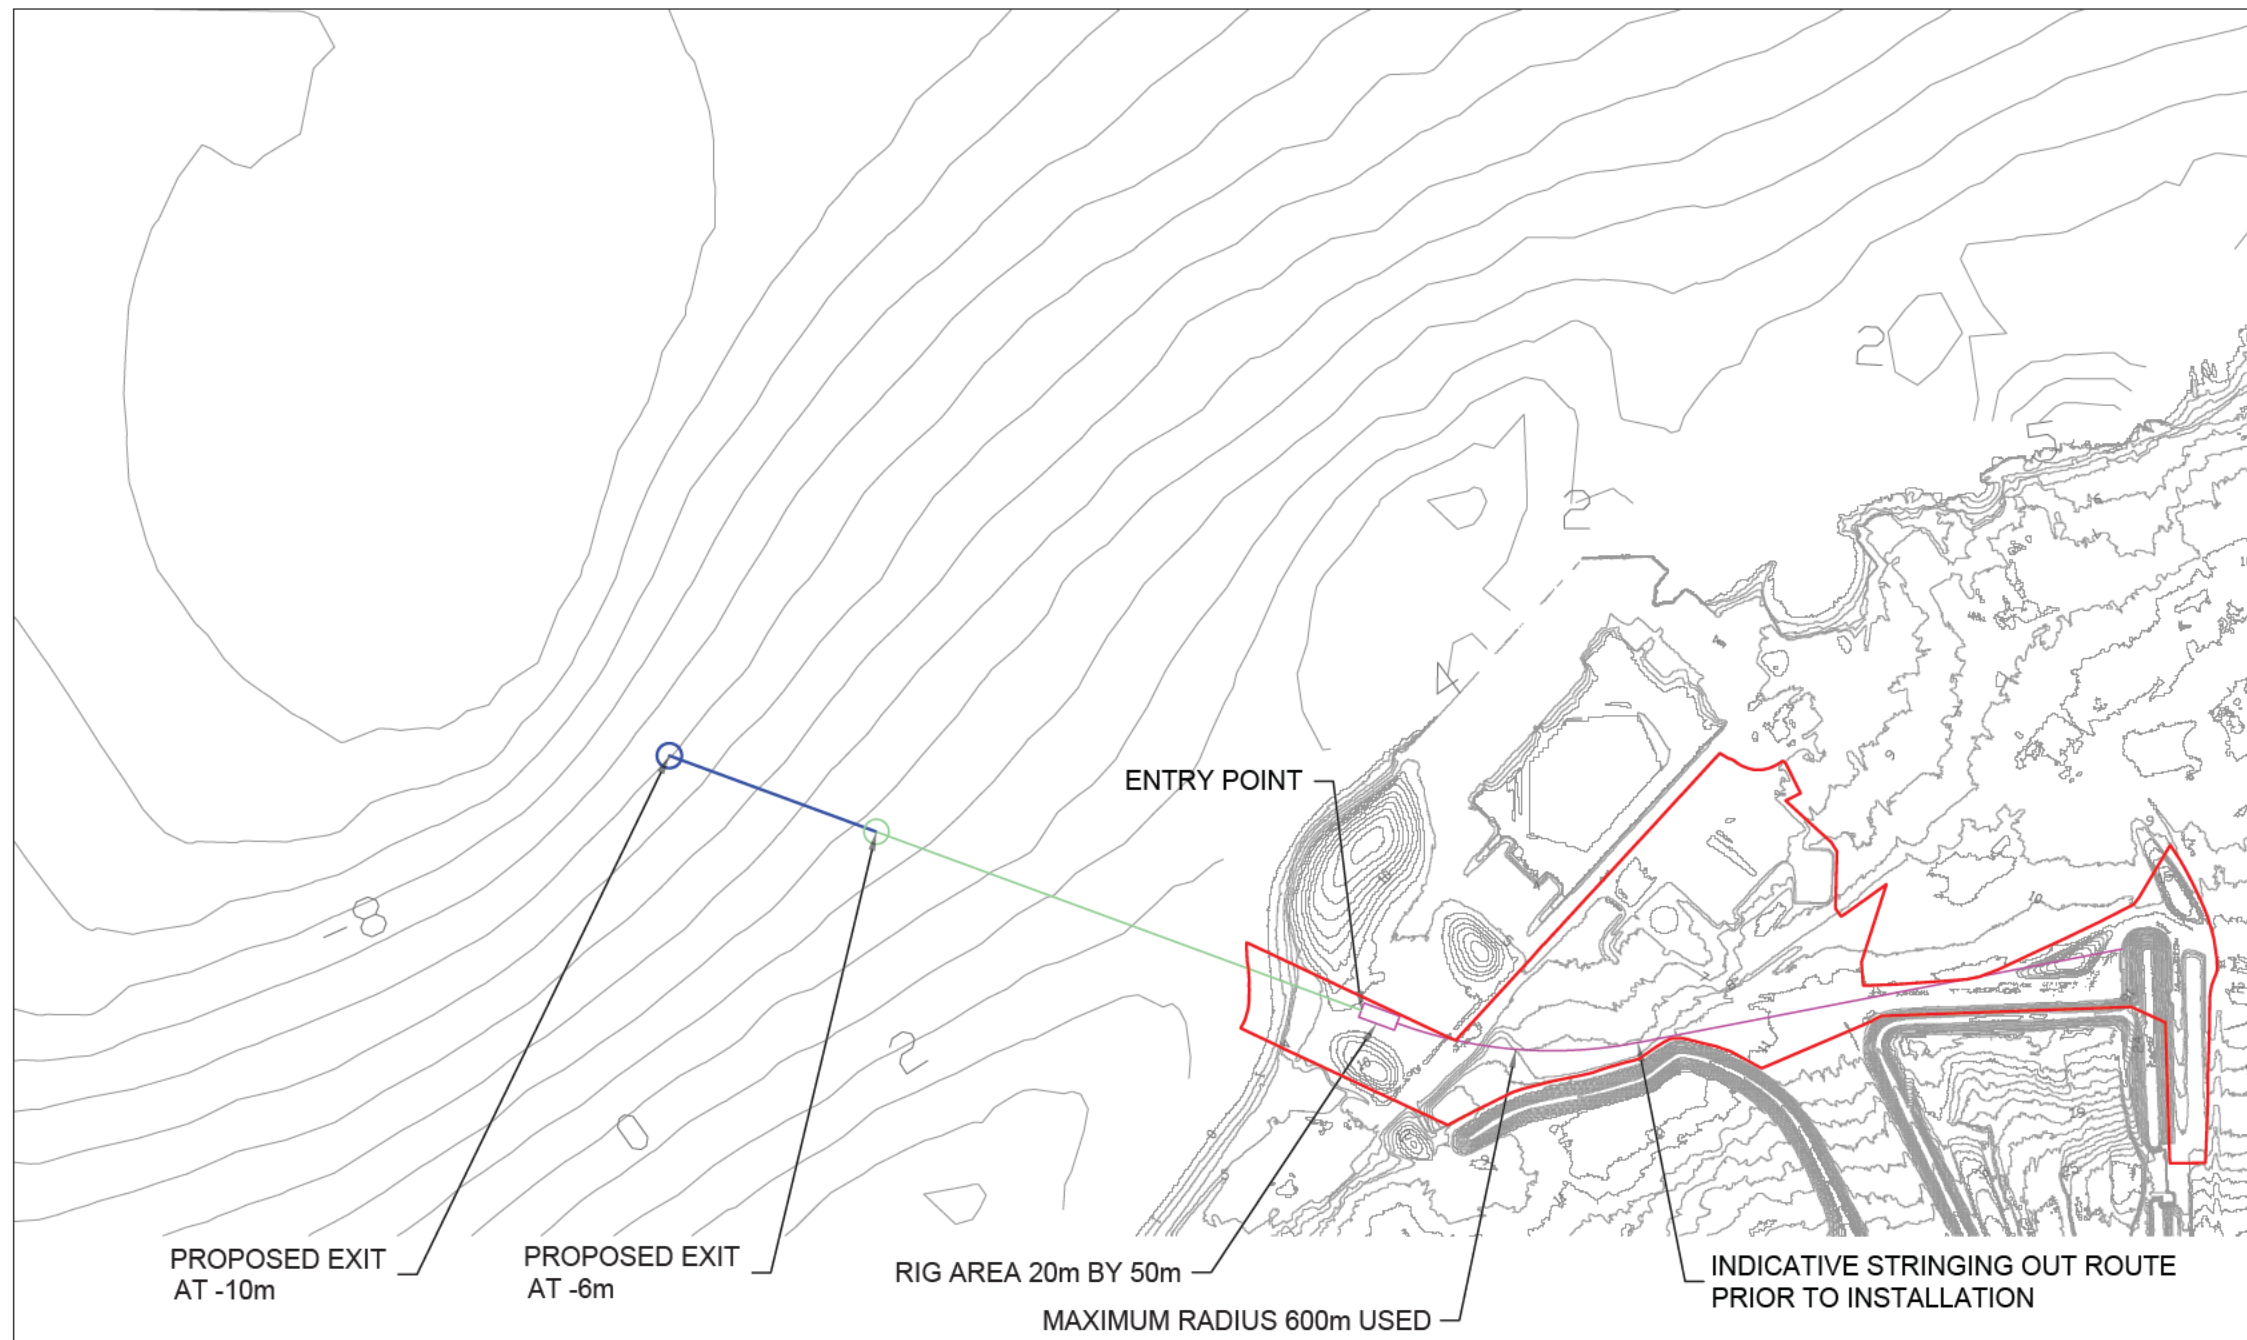 2
2
4
ENTRY POINT
-8
-2
0
PROPOSED EXIT
AT -10m
PROPOSED EXIT
AT -6m
RIG AREA 20m BY 50m
MAXIMUM RADIUS 600m USED
INDICATIVE STRINGING OUT ROUTE
PRIOR TO INSTALLATION